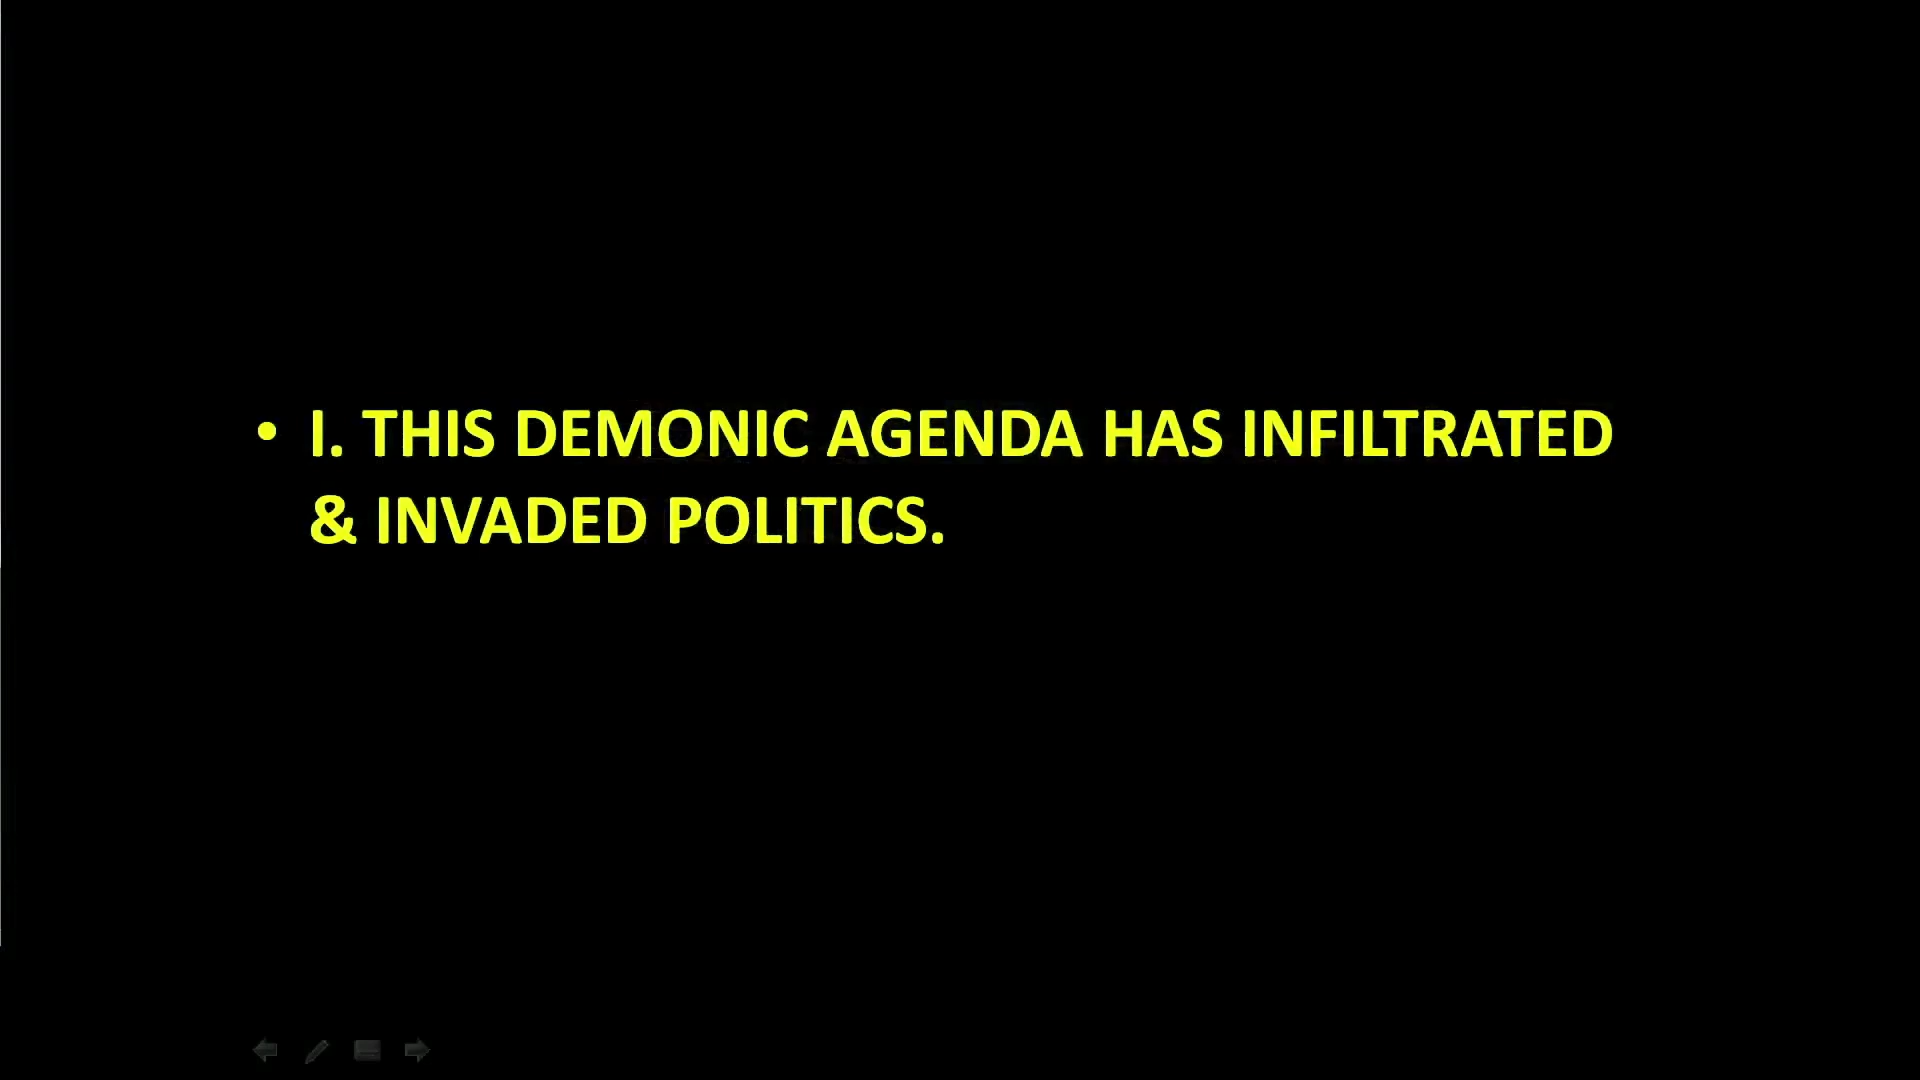 • I. THIS DEMONIC AGENDA HAS INFILTRATED
& INVADED POLITICS.